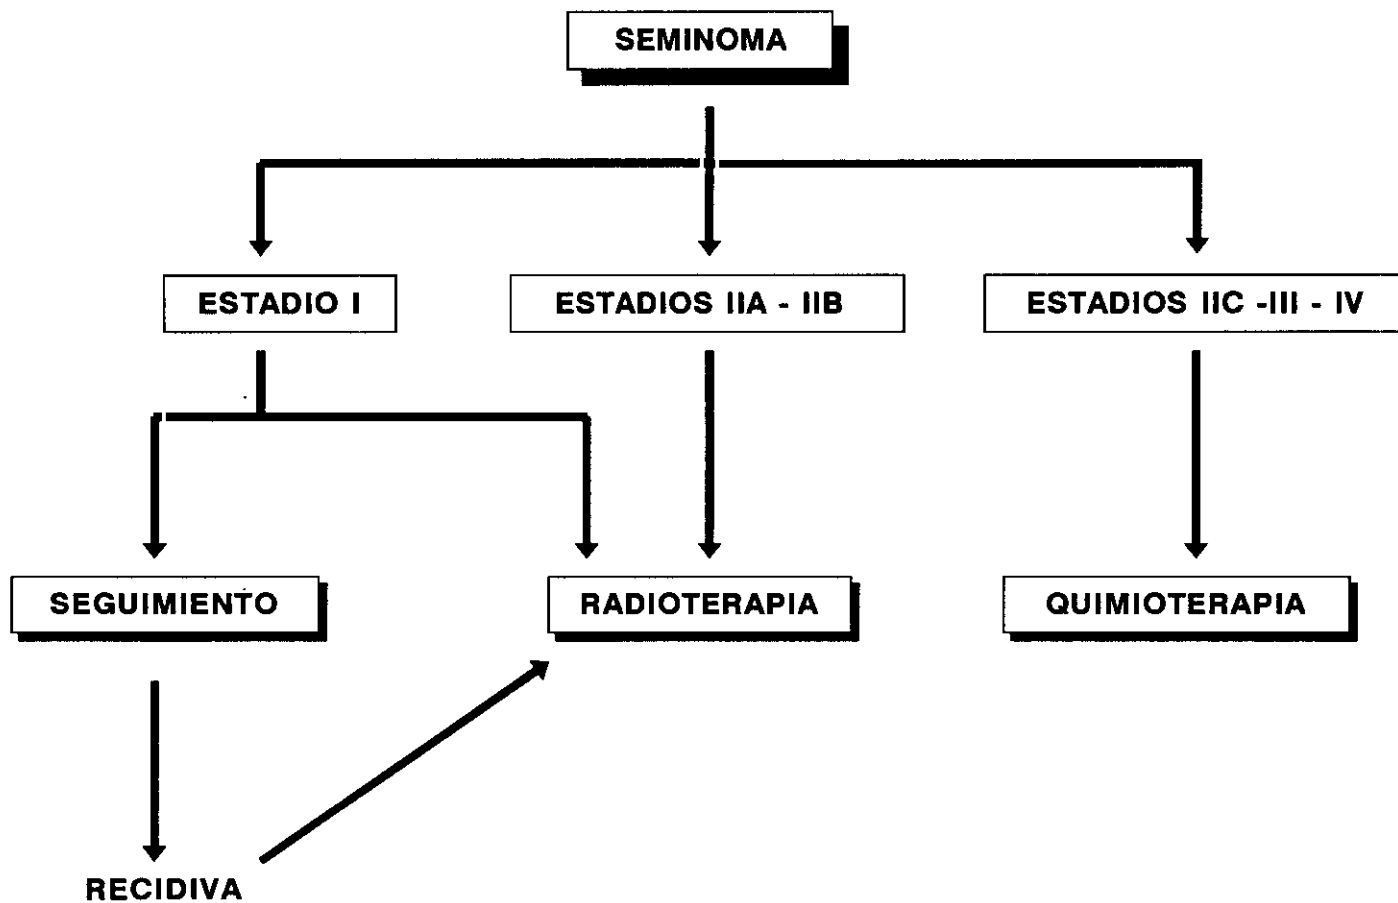 SEMINOMA
ESTADIO I
ESTADIOS IIA - IIB
ESTADIOS IIC -III - IV
SEGUIMIENTO
RADIOTERAPIA
QUIMIOTERAPIA
RECIDIVA